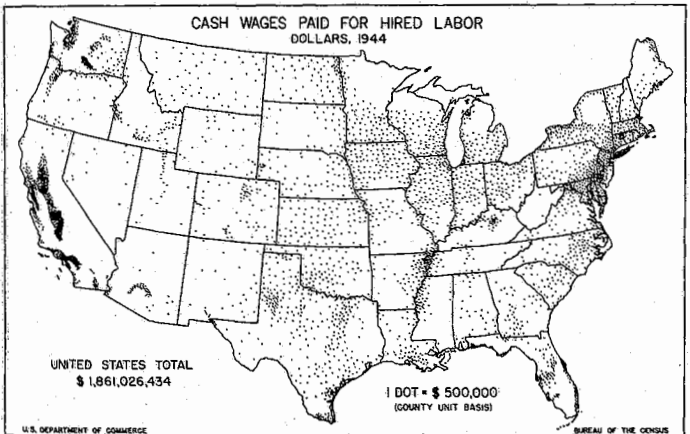 CASH WAGES PAID FOR HIRED LABOR
DOLLARS, 1944
UNITED STATES TOTAL
$ 1,861,026,434
1 DOT = $ 500,000
(COUNTY UNIT BASIS)
U.S. DEPARTMENT OF COMMERCE
BUREAU OF THE CENSUS